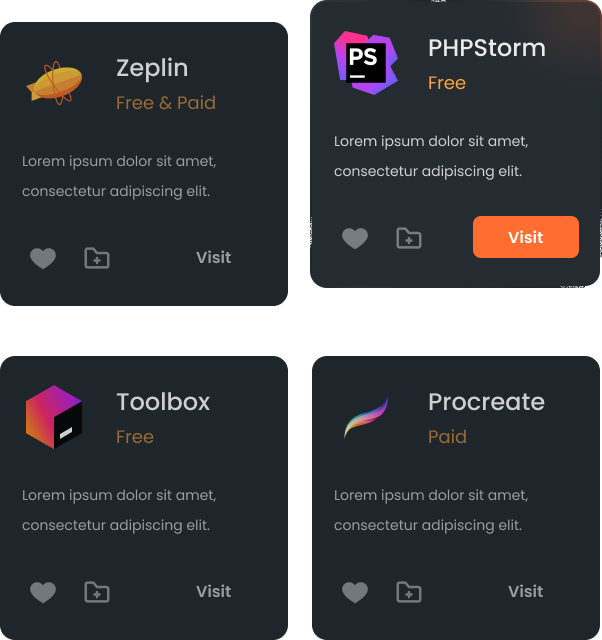 Zeplin
Free & Paid
Lorem ipsum dolor sit amet,
consectetur adipiscing elit.
Visit
PS
PHPStorm
Free
Lorem ipsum dolor sit amet,
consectetur adipiscing elit.
Visit
Toolbox
Free
Lorem ipsum dolor sit amet,
consectetur adipiscing elit.
Visit
Procreate
Paid
Lorem ipsum dolor sit amet,
consectetur adipiscing elit.
Visit